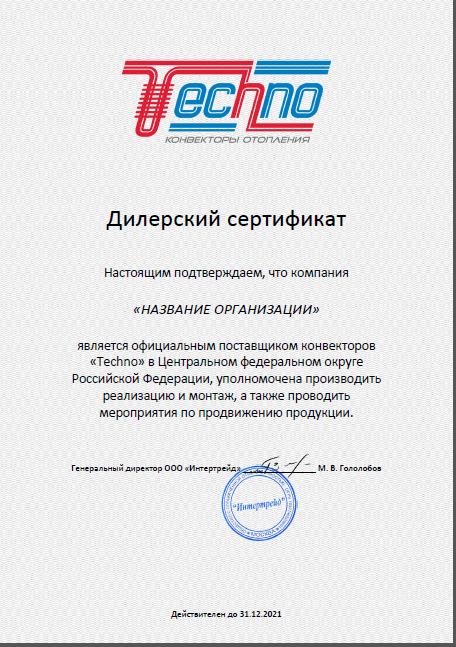 Techno
КОНВЕКТОРЫ ОТОПЛЕНИЯ
Дилерский сертификат
Настоящим подтверждаем, что компания
«НАЗВАНИЕ ОРГАНИЗАЦИИ»
является официальным поставщиком конвекторов
«Techno» в Центральном федеральном округе
Российской Федерации, уполномочена производить
реализацию и монтаж, а также проводить
мероприятия по продвижению продукции.
Генеральный директор ООО «Интертрейд» М. В. Гололобов
"Интертрейд"
МОСКВА
Действителен до 31.12.2021